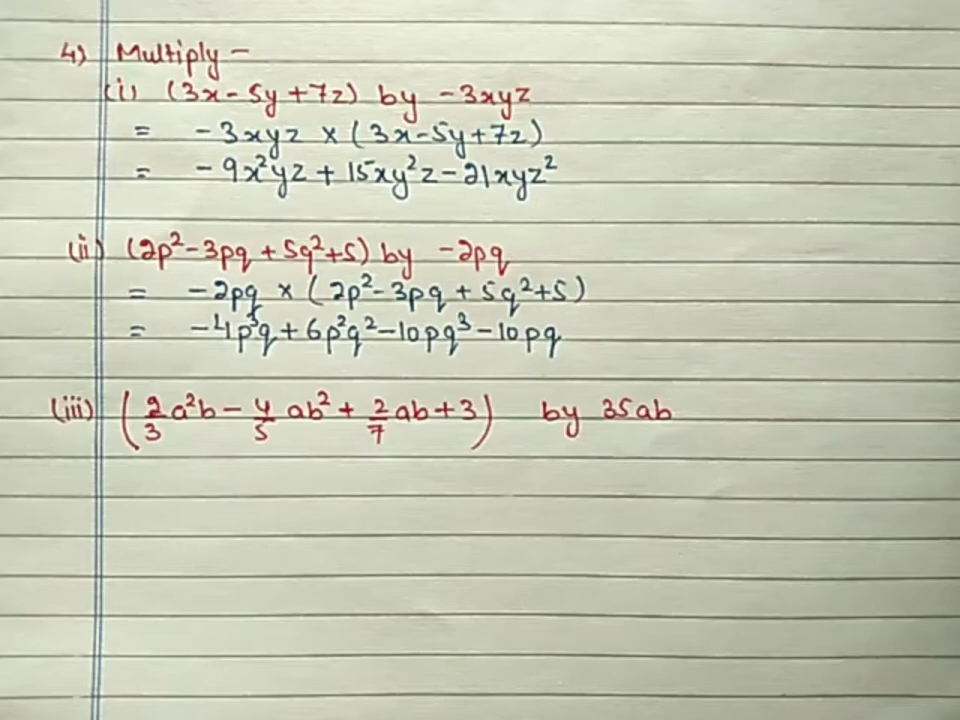 4) Multiply -
(i) (3x - 5y + 7z) by - 3xyz
= - 3xyz × (3x - 5y + 7z)
= - 9x²yz + 15xy²z - 21xyz²
(ii) (2p² - 3pq + 5q² + 5) by - 2pq
= - 2pq × (2p² - 3pq + 5q² + 5)
= - 4p³q + 6p²q² - 10pq³ - 10pq
(iii) (2/3 a²b - 4/5 ab² + 2/7 ab + 3) by 35ab